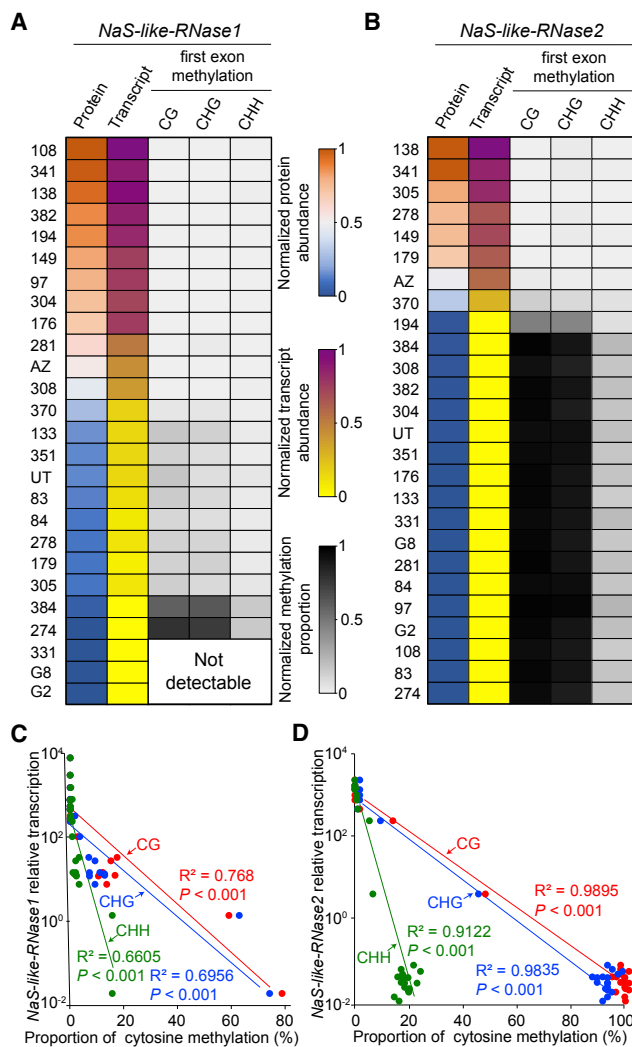 A
NaS-like-RNase1
first exon
methylation
Protein
Transcript
CG
CHG
CHH
108
341
138
382
194
149
97
304
176
281
AZ
308
370
133
351
UT
83
84
278
179
305
384
274
331
G8
G2
Not
detectable
Normalized protein
abundance
1
0.5
0
Normalized transcript
abundance
1
0.5
0
Normalized methylation
proportion
1
0.5
0
B
NaS-like-RNase2
first exon
methylation
Protein
Transcript
CG
CHG
CHH
138
341
305
278
149
179
AZ
370
194
384
308
382
304
UT
351
176
133
331
G8
281
84
97
G2
108
83
274
C
NaS-like-RNase1 relative transcription
10⁴
10²
10⁰
10⁻²
CG
R² = 0.768
P < 0.001
CHG
CHH
R² = 0.6605
P < 0.001
R² = 0.6956
P < 0.001
0
20
40
60
80
Proportion of cytosine methylation (%)
D
NaS-like-RNase2 relative transcription
10⁴
10²
10⁰
10⁻²
CG
CHG
R² = 0.9895
P < 0.001
R² = 0.9122
P < 0.001
CHH
R² = 0.9835
P < 0.001
0
20
40
60
80
100
Proportion of cytosine methylation (%)